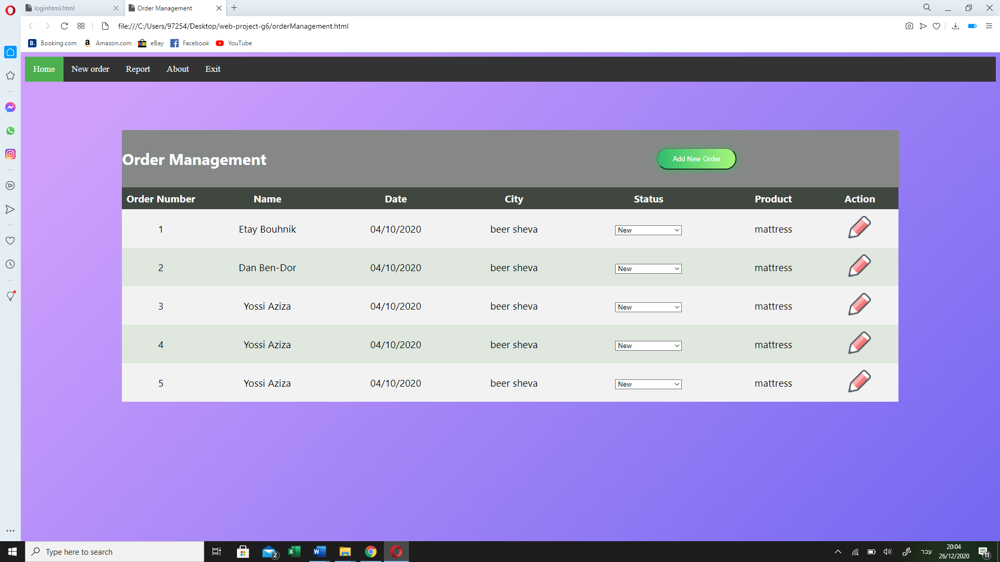 loginhtml.html
Order Management
file:///C:/Users/97254/Desktop/web-project-g6/orderManagement.html
B. Booking.com a Amazon.com eBay Facebook YouTube
Home New order Report About Exit
Order Management Add New Order
Order Number Name Date City Status Product Action
1 Etay Bouhnik 04/10/2020 beer sheva New mattress
2 Dan Ben-Dor 04/10/2020 beer sheva New mattress
3 Yossi Aziza 04/10/2020 beer sheva New mattress
4 Yossi Aziza 04/10/2020 beer sheva New mattress
5 Yossi Aziza 04/10/2020 beer sheva New mattress
Type here to search 2 עבר 20:04
26/12/2020 11